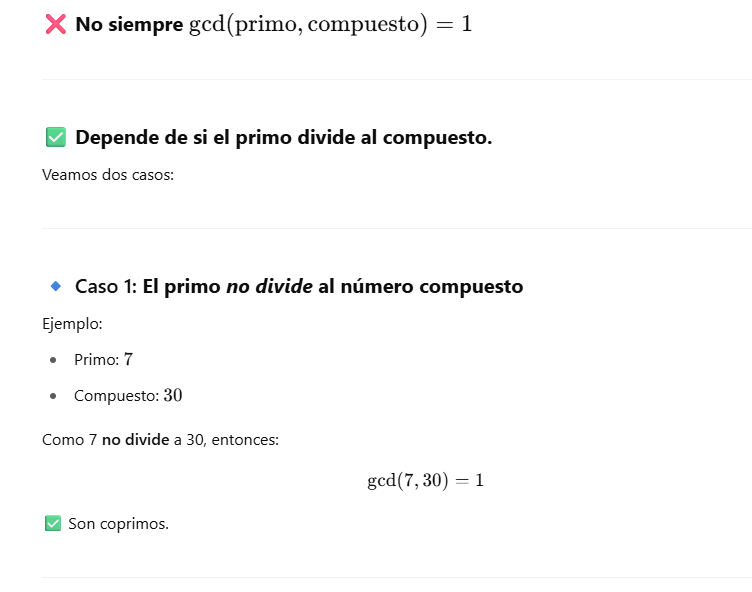 ❌ No siempre gcd(primo, compuesto) = 1
✅ Depende de si el primo divide al compuesto.
Veamos dos casos:
🔹 Caso 1: El primo no divide al número compuesto
Ejemplo:
• Primo: 7
• Compuesto: 30
Como 7 no divide a 30, entonces:
gcd(7, 30) = 1
✅ Son coprimos.